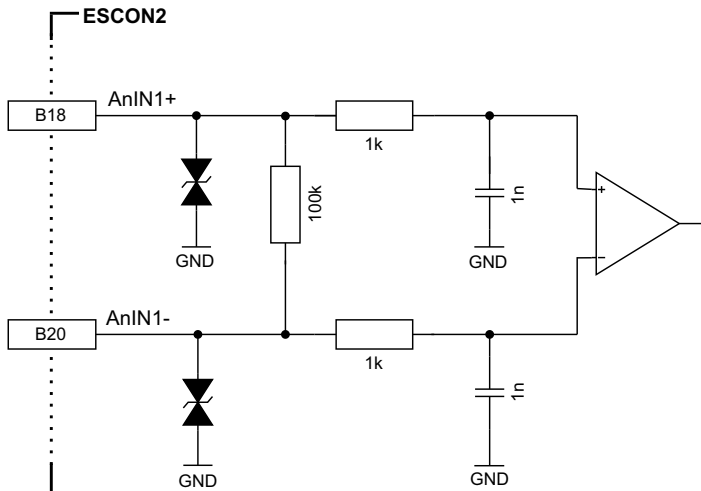 ESCON2
B18
AnIN1+
1k
100k
1n
GND
GND
+
−
B20
AnIN1-
1k
1n
GND
GND